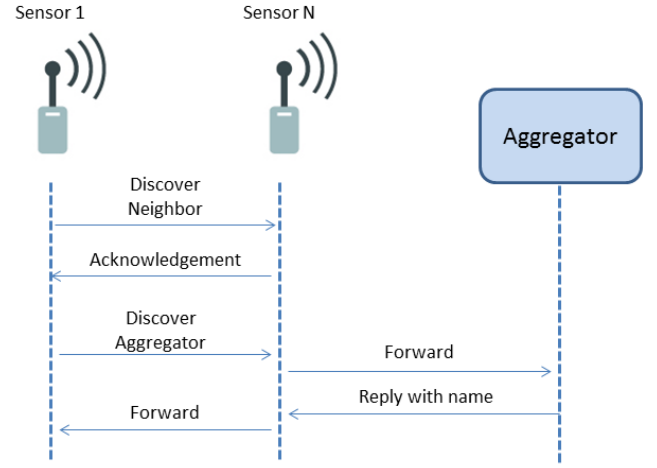 Sensor 1
Sensor N
Aggregator
Discover
Neighbor
Acknowledgement
Discover
Aggregator
Forward
Reply with name
Forward